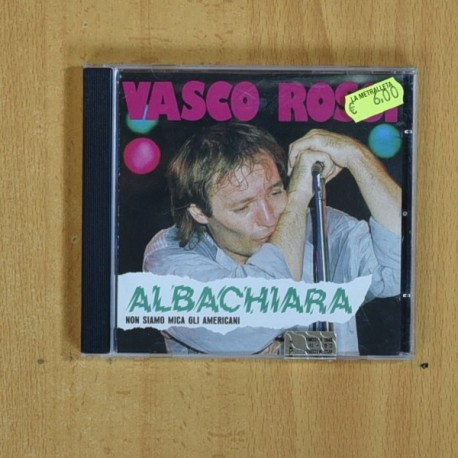 VASCO ROSSI
LA METRALLETA
€ 6,00
ALBACHIARA
NON SIAMO MICA GLI AMERICANI